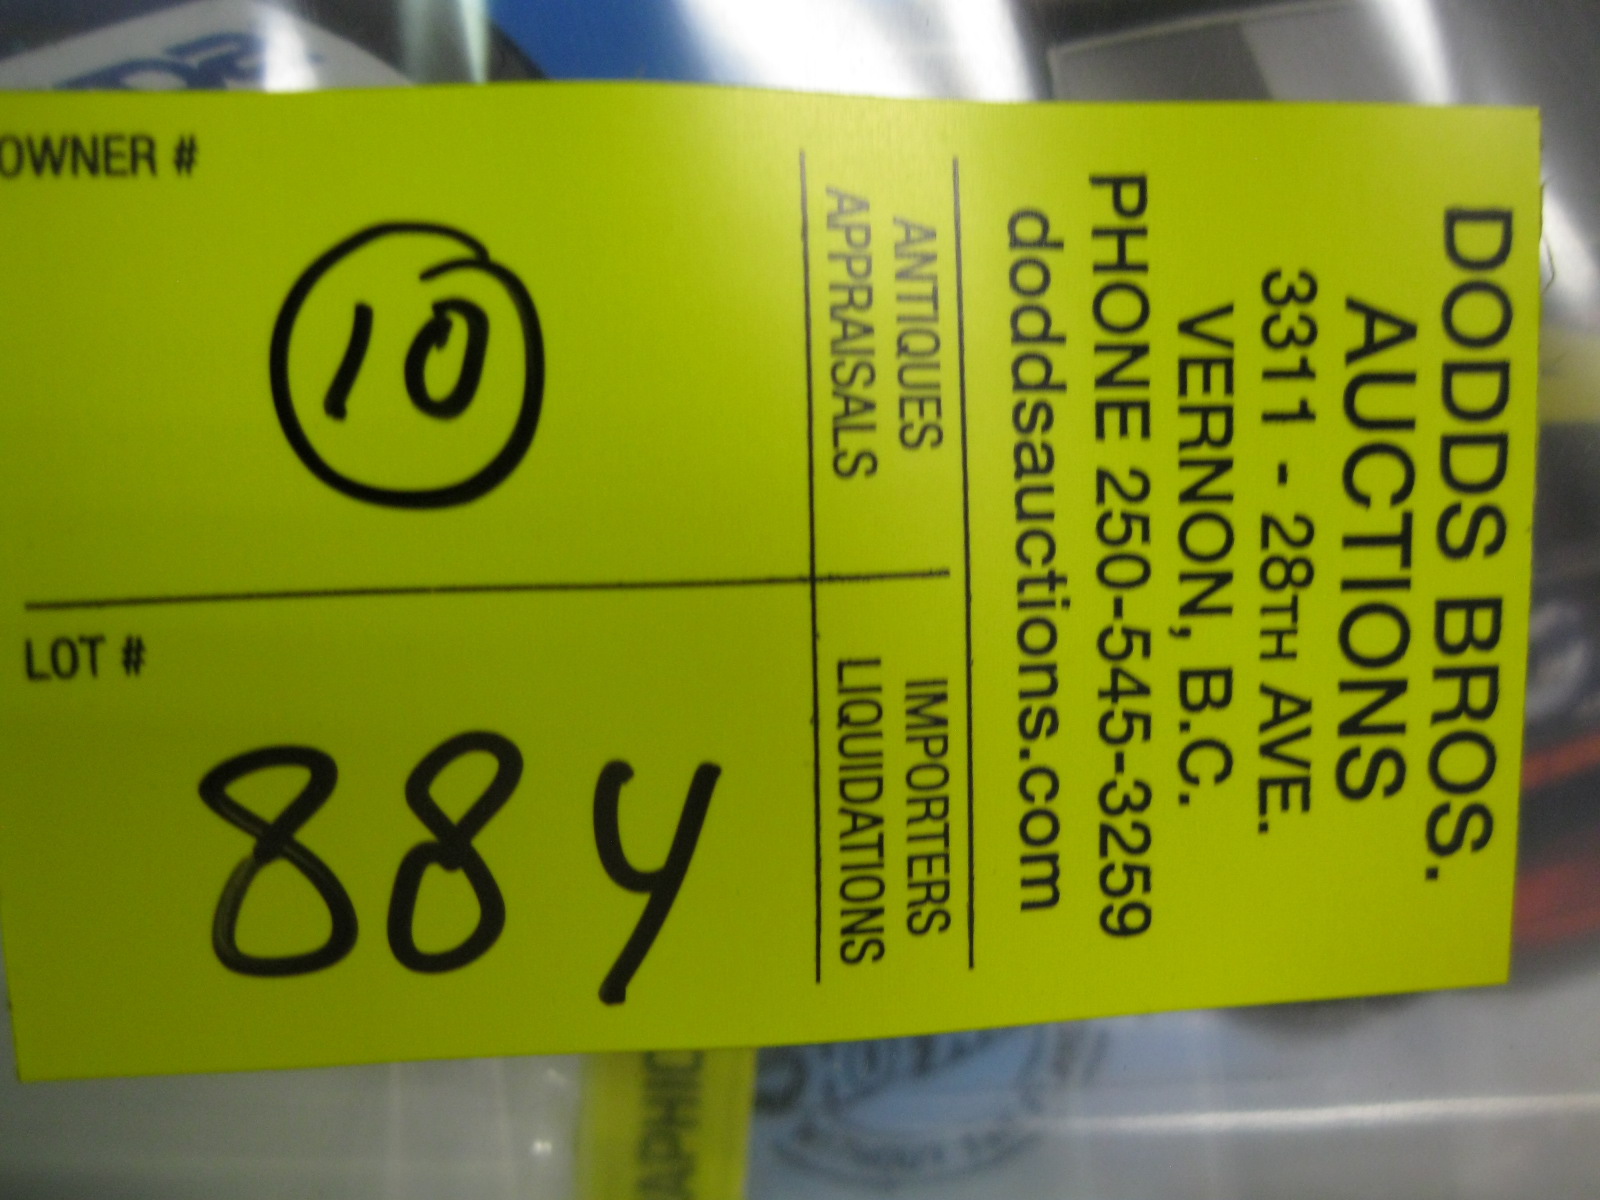 DODDS BROS.
AUCTIONS
3311 - 28TH AVE.
VERNON, B.C.
PHONE 250-545-3259
doddsauctions.com
ANTIQUES
APPRAISALS
IMPORTERS
LIQUIDATIONS
OWNER #
10
LOT #
884